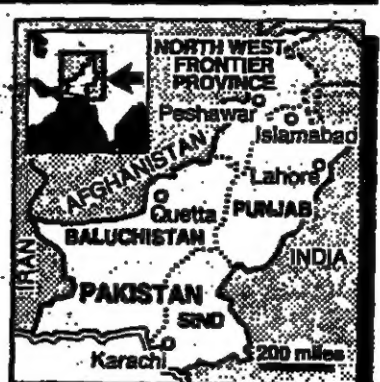 NORTH WEST
FRONTIER
PROVINCE
Peshawar
Islamabad
AFGHANISTAN
Lahore
Quetta
PUNJAB
BALUCHISTAN
INDIA
IRAN
PAKISTAN
SIND
Karachi
200 miles